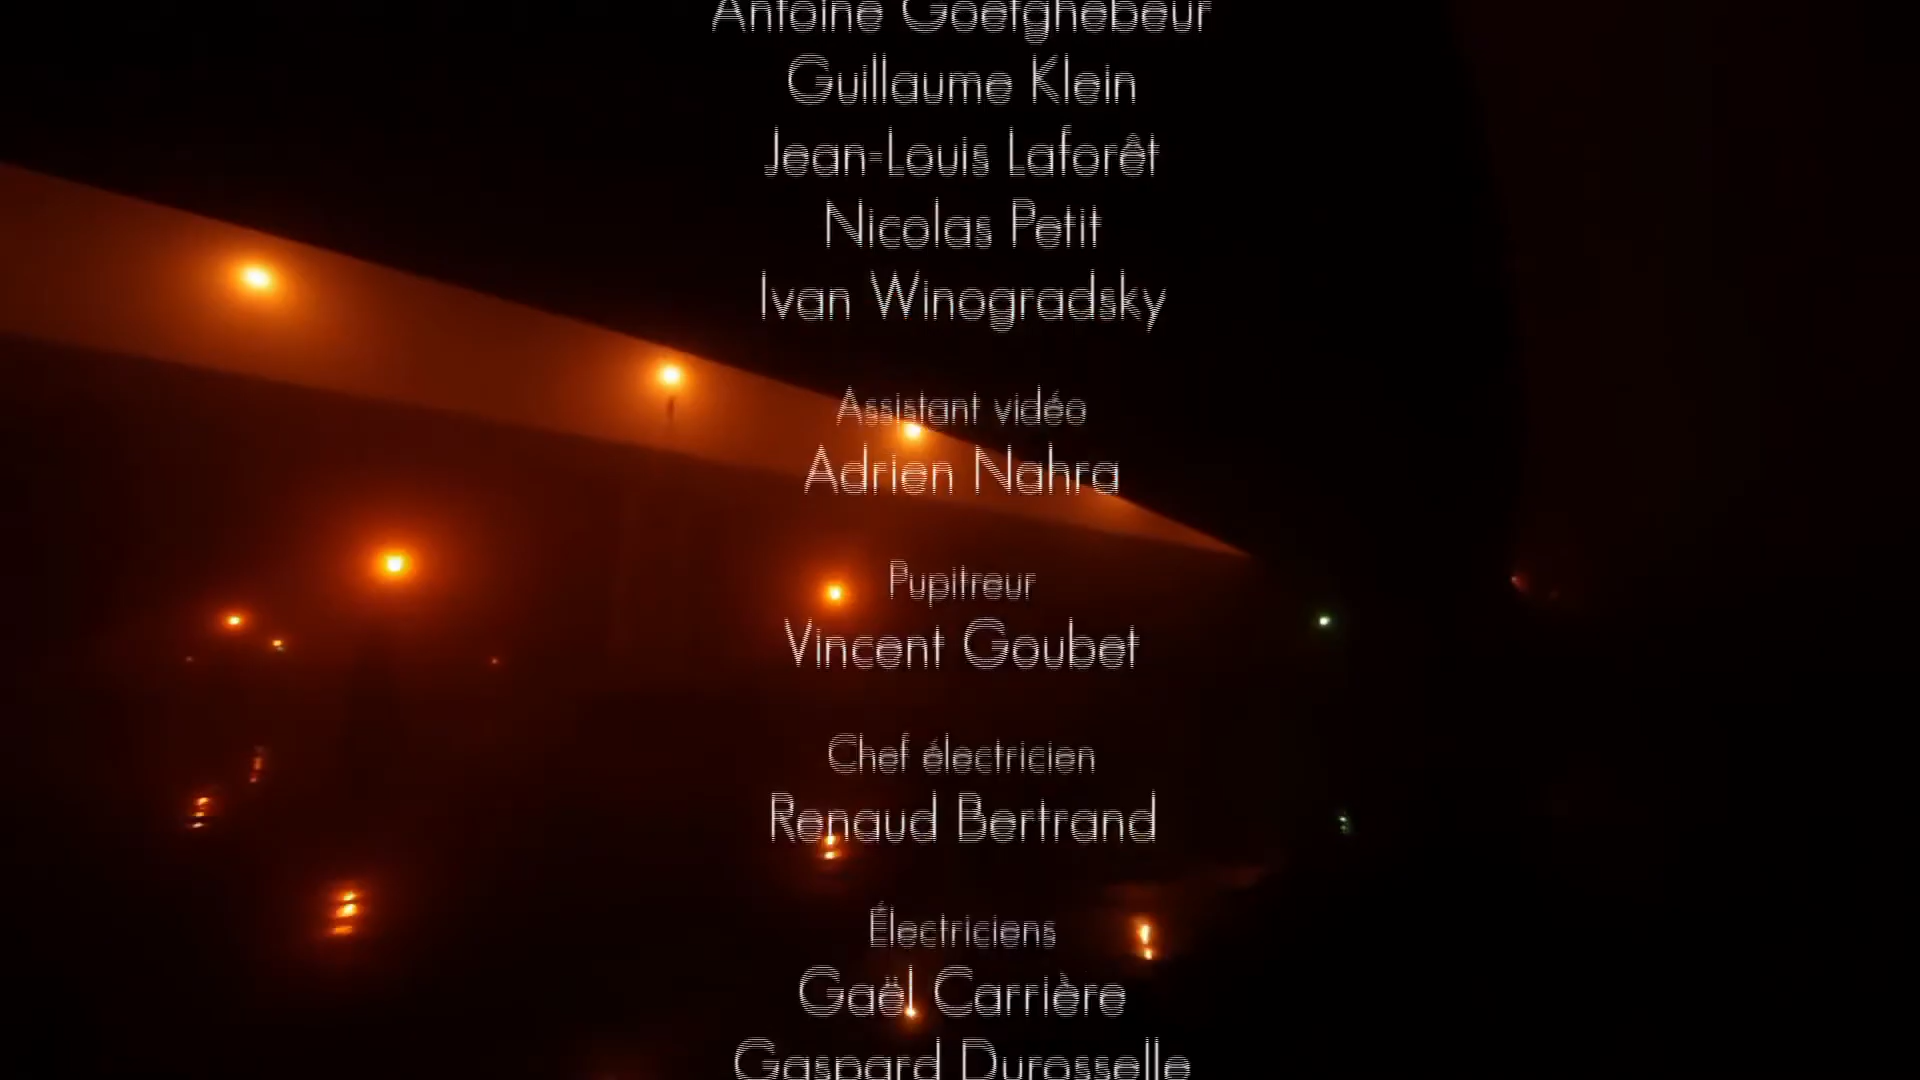 Antoine Goetghebeur
Guillaume Klein
Jean-Louis Laforêt
Nicolas Petit
Ivan Winogradsky
Assistant vidéo
Adrien Nahra
Pupitreur
Vincent Goubet
Chef électricien
Renaud Bertrand
Électriciens
Gaël Carrière
Gaspard Durosselle